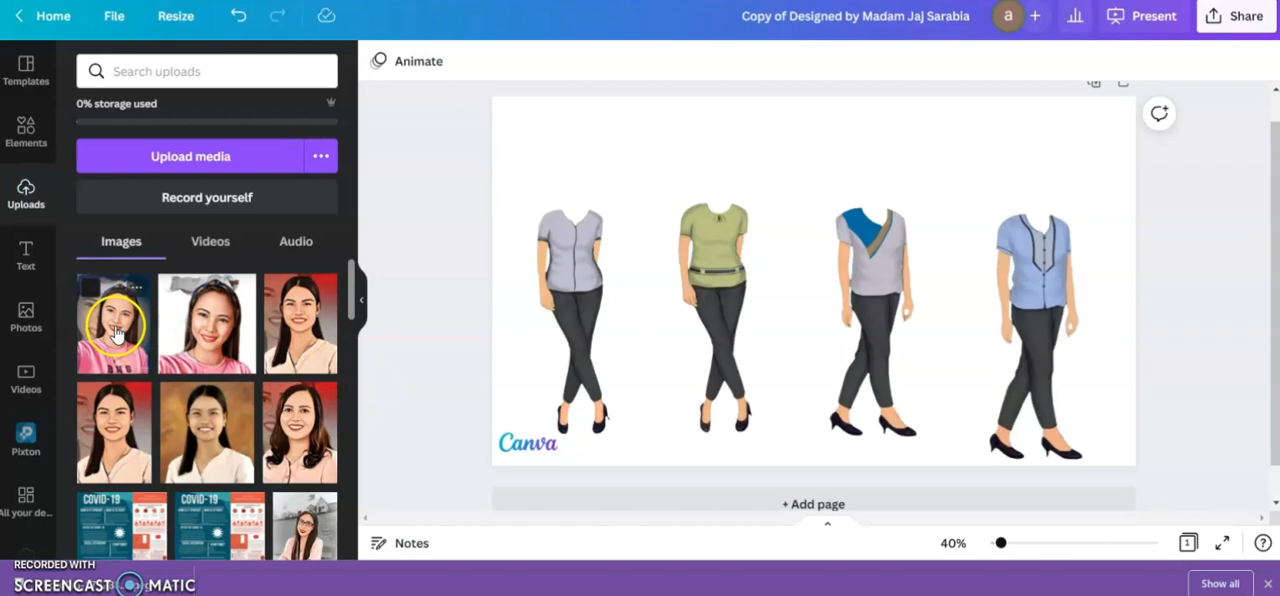 Home File Resize Copy of Designed by Madam Jaj Sarabia a + Present Share
Templates
Elements
Uploads
Text
Photos
Videos
Pixton
All your de...
Search uploads
0% storage used
Upload media
Record yourself
Images Videos Audio
COVID-19 COVID-19
Animate
Canva
+ Add page
Notes 40% 1 ?
RECORDED WITH
SCREENCAST MATIC
Show all